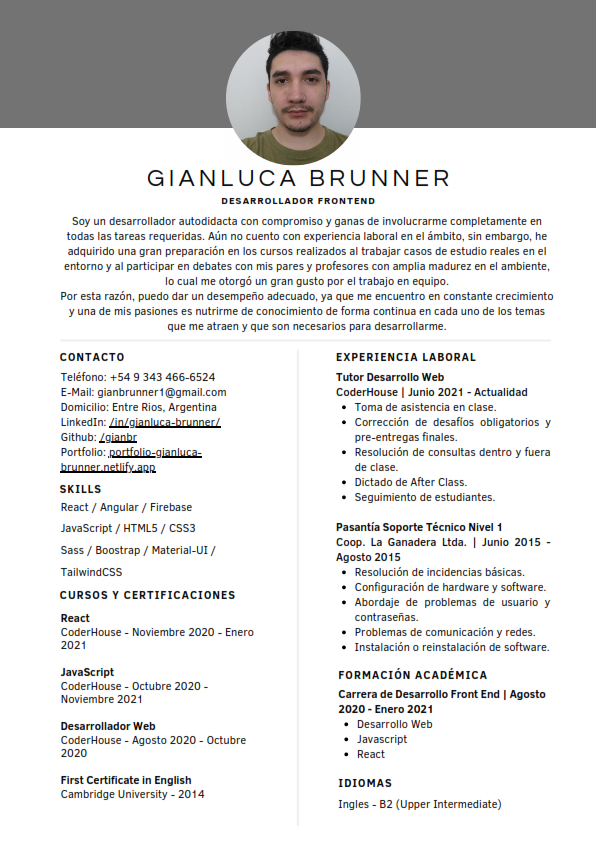 GIANLUCA BRUNNER
DESARROLLADOR FRONTEND
Soy un desarrollador autodidacta con compromiso y ganas de involucrarme completamente en
todas las tareas requeridas. Aún no cuento con experiencia laboral en el ámbito, sin embargo, he
adquirido una gran preparación en los cursos realizados al trabajar casos de estudio reales en el
entorno y al participar en debates con mis pares y profesores con amplia madurez en el ambiente,
lo cual me otorgó un gran gusto por el trabajo en equipo.
Por esta razón, puedo dar un desempeño adecuado, ya que me encuentro en constante crecimiento
y una de mis pasiones es nutrirme de conocimiento de forma continua en cada uno de los temas
que me atraen y que son necesarios para desarrollarme.
CONTACTO
Teléfono: +54 9 343 466-6524
E-Mail: gianbrunner1@gmail.com
Domicilio: Entre Rios, Argentina
LinkedIn: /in/gianluca-brunner/
Github: /gianbr
Portfolio: portfolio-gianluca-
brunner.netlify.app
SKILLS
React / Angular / Firebase
JavaScript / HTML5 / CSS3
Sass / Boostrap / Material-UI /
TailwindCSS
CURSOS Y CERTIFICACIONES
React
CoderHouse - Noviembre 2020 - Enero
2021
JavaScript
CoderHouse - Octubre 2020 -
Noviembre 2021
Desarrollador Web
CoderHouse - Agosto 2020 - Octubre
2020
First Certificate in English
Cambridge University - 2014
EXPERIENCIA LABORAL
Tutor Desarrollo Web
CoderHouse | Junio 2021 - Actualidad
• Toma de asistencia en clase.
• Corrección de desafíos obligatorios y
pre-entregas finales.
• Resolución de consultas dentro y fuera
de clase.
• Dictado de After Class.
• Seguimiento de estudiantes.
Pasantía Soporte Técnico Nivel 1
Coop. La Ganadera Ltda. | Junio 2015 -
Agosto 2015
• Resolución de incidencias básicas.
• Configuración de hardware y software.
• Abordaje de problemas de usuario y
contraseñas.
• Problemas de comunicación y redes.
• Instalación o reinstalación de software.
FORMACIÓN ACADÉMICA
Carrera de Desarrollo Front End | Agosto
2020 - Enero 2021
• Desarrollo Web
• Javascript
• React
IDIOMAS
Ingles - B2 (Upper Intermediate)